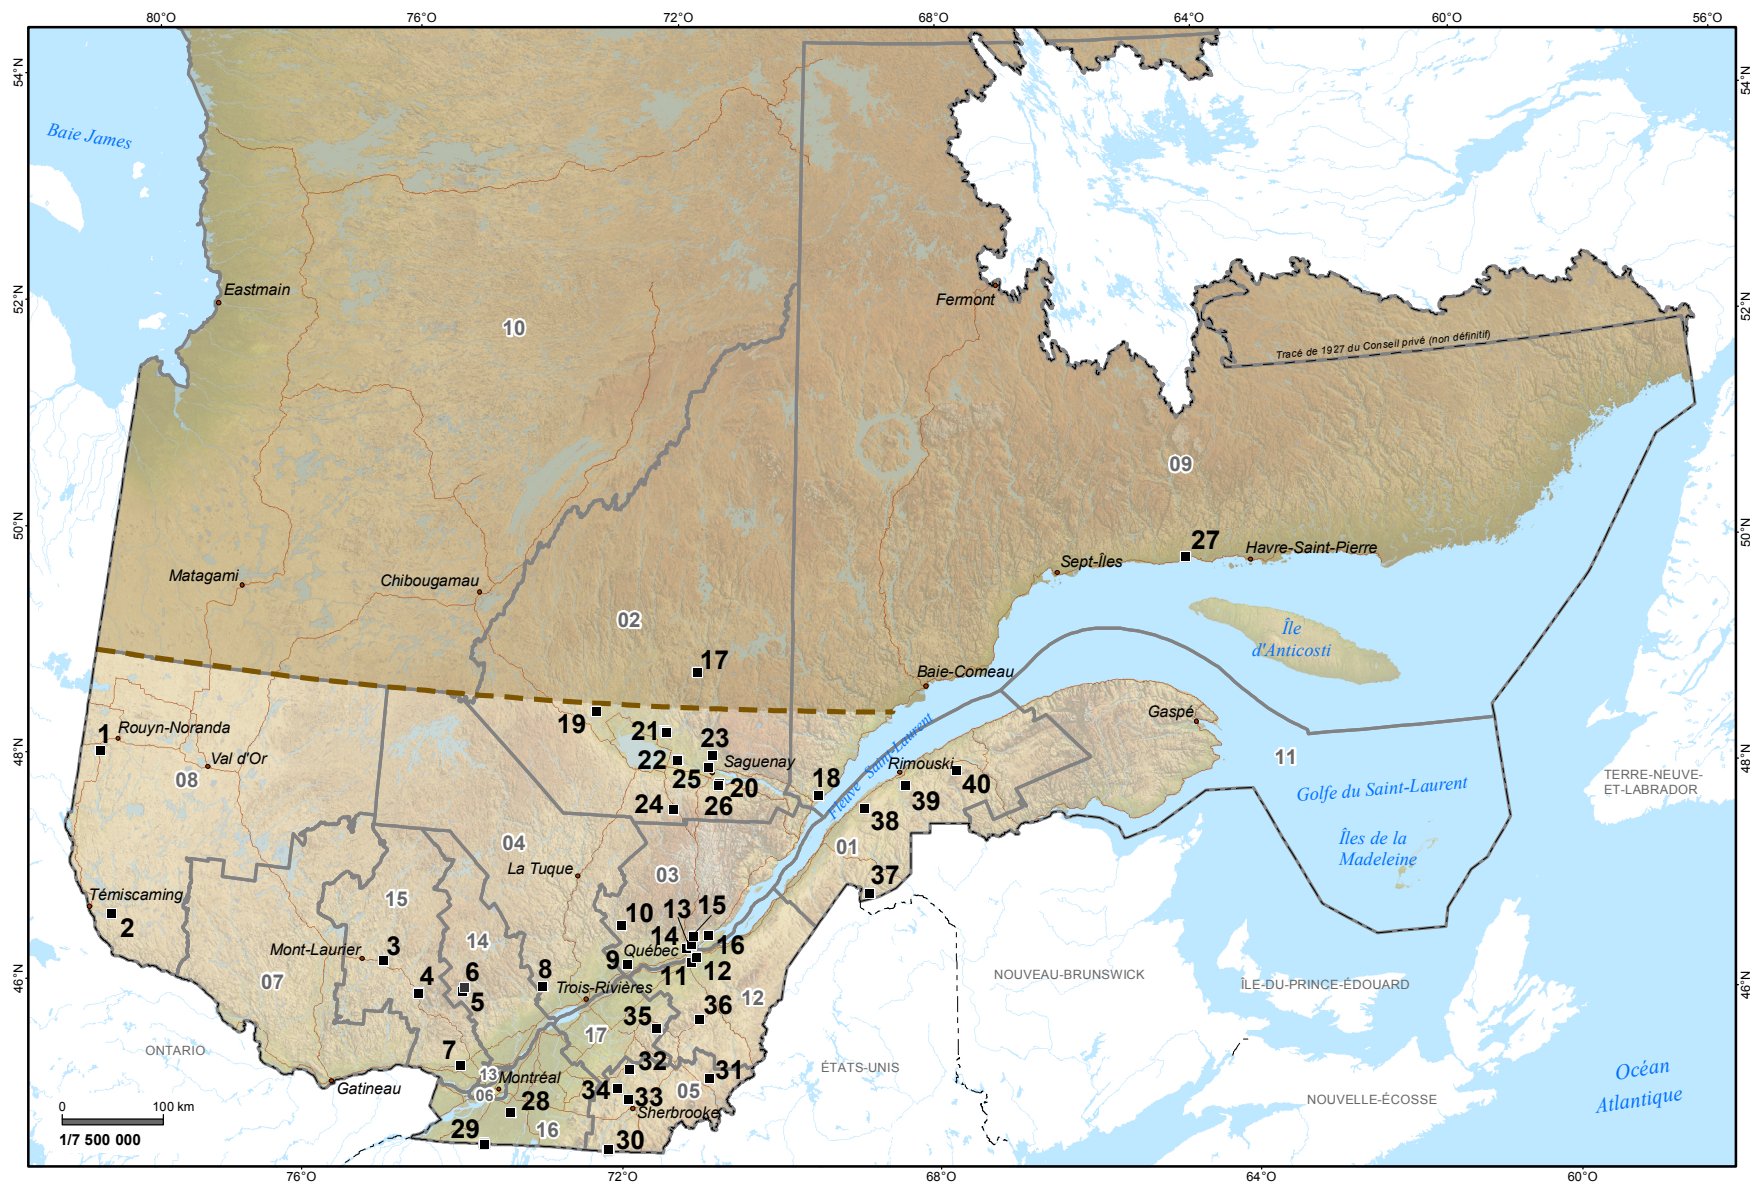 80°O 76°O 72°O 68°O 64°O 60°O 56°O
54°N
54°N
Baie James
Eastmain
Fermont
52°N
52°N
10
Tracé de 1927 du Conseil privé (non définitif)
09
50°N
50°N
27
Havre-Saint-Pierre
Sept-Îles
Matagami
Chibougamau
02
Île
d'Anticosti
17
Baie-Comeau
Gaspé
19
21
23
1
Rouyn-Noranda
Val d'Or
08
22
25
Saguenay
20
26
24
18
Fleuve Saint-Laurent
Rimouski
40
39
38
11
48°N
48°N
Golfe du Saint-Laurent
TERRE-NEUVE-
ET-LABRADOR
Îles de la
Madeleine
04
La Tuque
03
01
37
Témiscaming
2
15
10
13
15
14
Mont-Laurier
3
14
Québec
16
4
6
5
8
9
11
12
Trois-Rivières
07
46°N
46°N
12
36
35
17
NOUVEAU-BRUNSWICK
ÎLE-DU-PRINCE-ÉDOUARD
ONTARIO
7
13
Montréal
06
32
31
34
33
05
Sherbrooke
28
29
16
30
Gatineau
ÉTATS-UNIS
NOUVELLE-ÉCOSSE
Océan
Atlantique
0 100 km
1/7 500 000
76°O 72°O 68°O 64°O 60°O